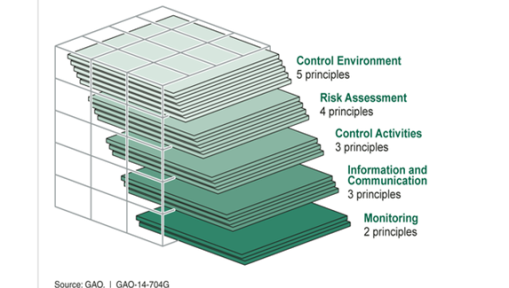 Control Environment
5 principles
Risk Assessment
4 principles
Control Activities
3 principles
Information and
Communication
3 principles
Monitoring
2 principles
Source: GAO. | GAO-14-704G